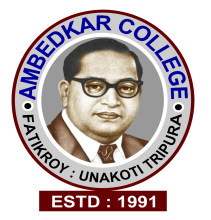 AMBEDKAR COLLEGE
FATIKROY : UNAKOTI TRIPURA
ESTD : 1991